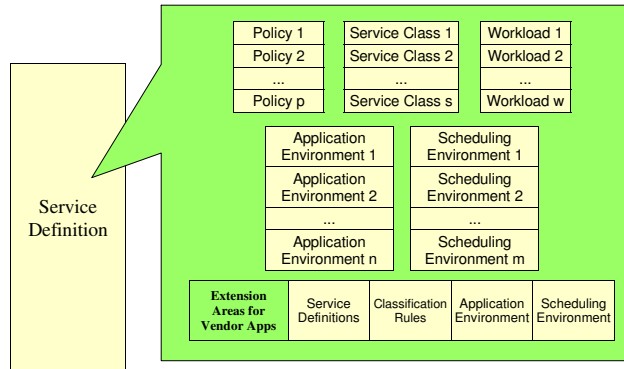 Service
Definition
Policy 1
Policy 2
...
Policy p
Service Class 1
Service Class 2
...
Service Class s
Workload 1
Workload 2
...
Workload w
Application
Environment 1
Application
Environment 2
...
Application
Environment n
Scheduling
Environment 1
Scheduling
Environment 2
...
Scheduling
Environment m
Extension
Areas for
Vendor Apps
Service
Definitions
Classification
Rules
Application
Environment
Scheduling
Environment